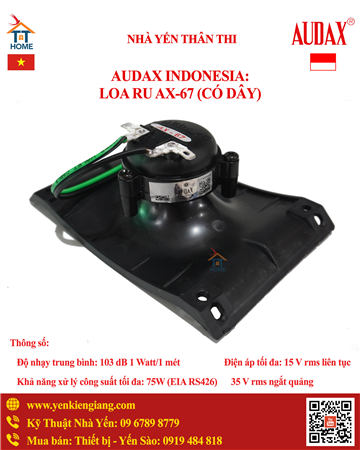 HOME
NHÀ YẾN THÂN THI
AUDAX
AUDAX INDONESIA:
LOA RU AX-67 (CÓ DÂY)
HOME
Thông số:
Độ nhạy trung bình: 103 dB 1 Watt/1 mét
Điện áp tối đa: 15 V rms liên tục
Khả năng xử lý công suất tối đa: 75W (EIA RS426)
35 V rms ngắt quãng
www.yenkiengiang.com
Kỹ Thuật Nhà Yến: 09 6789 8779
Mua bán: Thiết bị - Yến Sào: 0919 484 818